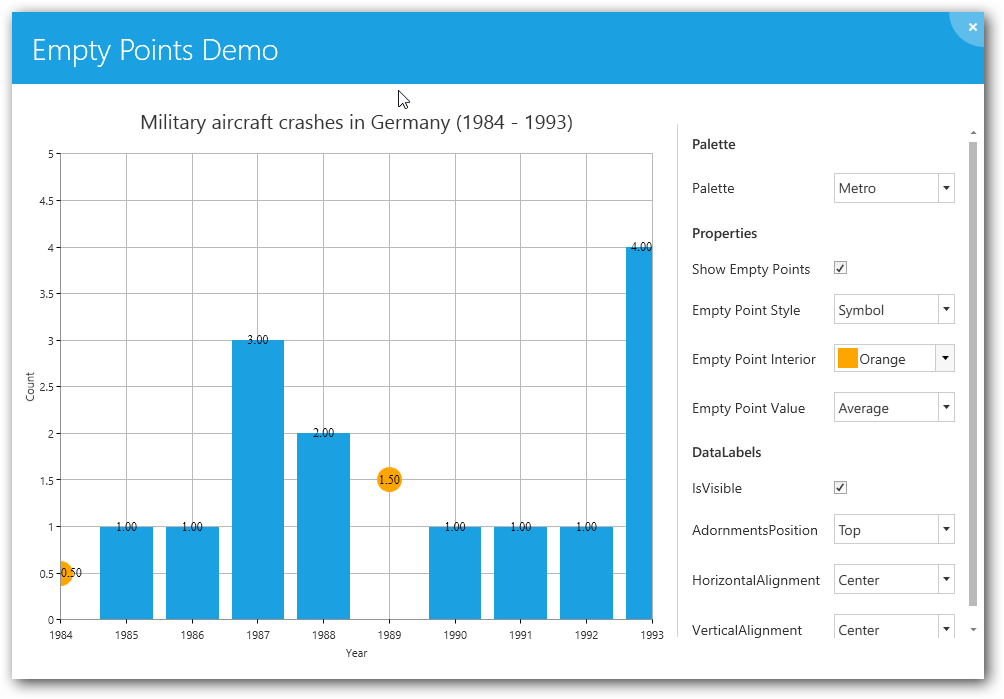 Empty Points Demo
Military aircraft crashes in Germany (1984 - 1993)
5
4.5
4
3.5
3
2.5
2
1.5
1
0.5
0
Count
0.50
1.00
1.00
3.00
2.00
1.50
1.00
1.00
1.00
4.00
1984
1985
1986
1987
1988
1989
1990
1991
1992
1993
Year
Palette
Palette
Metro
Properties
Show Empty Points
Empty Point Style
Symbol
Empty Point Interior
Orange
Empty Point Value
Average
DataLabels
IsVisible
AdornmentsPosition
Top
HorizontalAlignment
Center
VerticalAlignment
Center